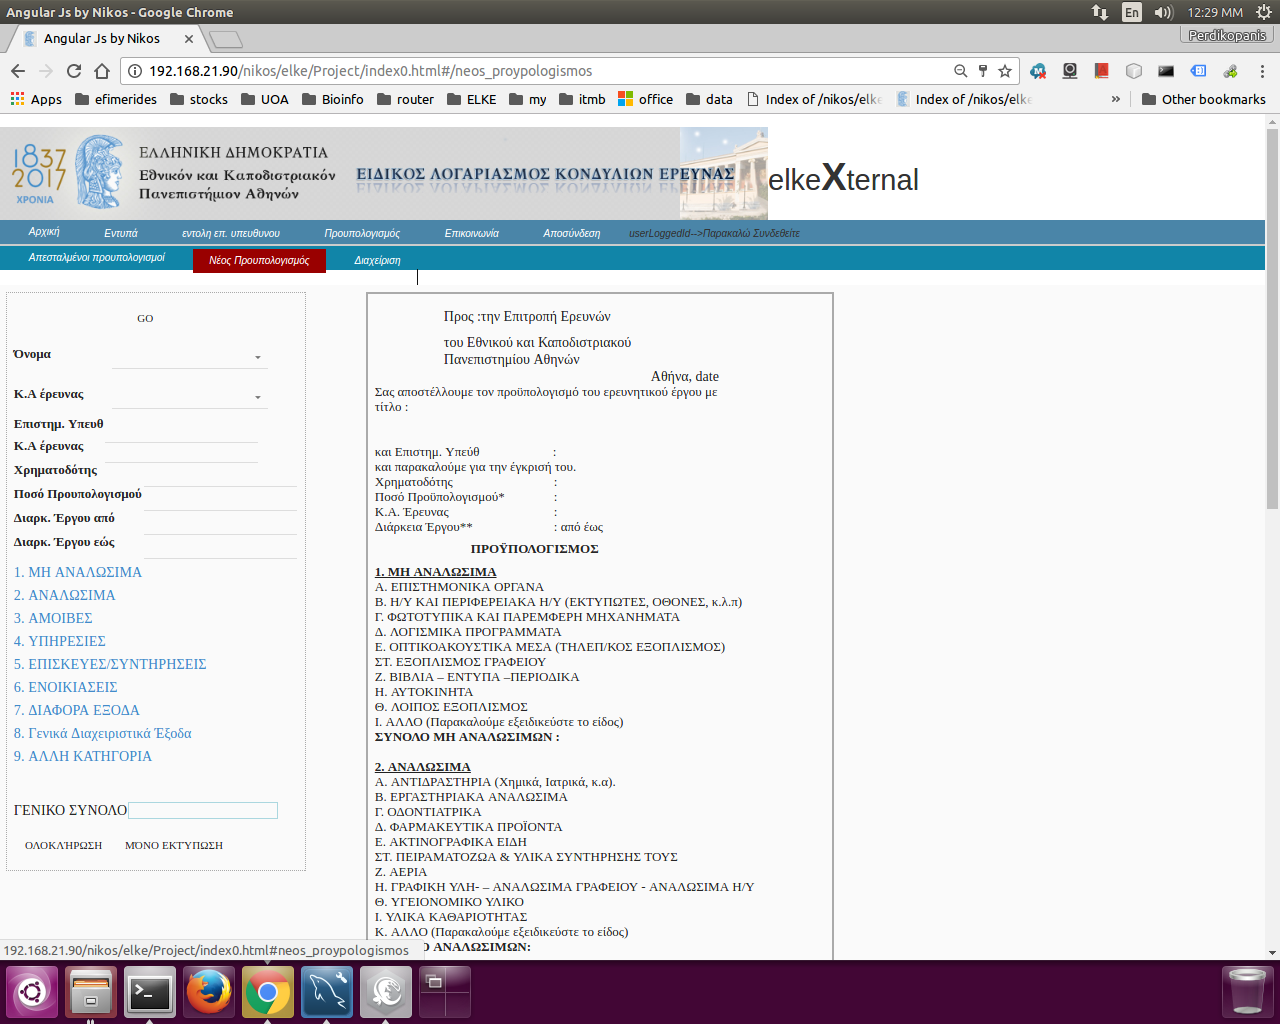 Angular Js by Nikos - Google Chrome
En
12:29 MM
Angular Js by Nikos
Perdikopanis
192.168.21.90/nikos/elke/Project/index0.html#/neos_proypologismos
Apps efimerides stocks UOA Bioinfo router ELKE my itmb office data Index of /nikos/elke Index of /nikos/elke » Other bookmarks
1837
2017
ΧΡΟΝΙΑ
ΕΛΛΗΝΙΚΗ ΔΗΜΟΚΡΑΤΙΑ
Εθνικόν και Καποδιστριακόν
Πανεπιστήμιον Αθηνών
ΕΙΔΙΚΟΣ ΛΟΓΑΡΙΑΣΜΟΣ ΚΟΝΔΥΛΙΩΝ ΕΡΕΥΝΑΣ
elkeXternal
Αρχική Εντυπά εντολη επ. υπευθυνου Προυπολογισμός Επικοινωνία Αποσύνδεση userLoggedId-->Παρακαλώ Συνδεθείτε
Απεσταλμένοι προυπολογισμοί Νέος Προυπολογισμός Διαχείριση
GO
Όνομα
Κ.Α έρευνας
Επιστημ. Υπευθ
Κ.Α έρευνας
Χρηματοδότης
Ποσό Προυπολογισμού
Διαρκ. Έργου από
Διαρκ. Έργου εώς
1. ΜΗ ΑΝΑΛΩΣΙΜΑ
2. ΑΝΑΛΩΣΙΜΑ
3. ΑΜΟΙΒΕΣ
4. ΥΠΗΡΕΣΙΕΣ
5. ΕΠΙΣΚΕΥΕΣ/ΣΥΝΤΗΡΗΣΕΙΣ
6. ΕΝΟΙΚΙΑΣΕΙΣ
7. ΔΙΑΦΟΡΑ ΕΞΟΔΑ
8. Γενικά Διαχειριστικά Έξοδα
9. ΑΛΛΗ ΚΑΤΗΓΟΡΙΑ
ΓΕΝΙΚΟ ΣΥΝΟΛΟ
ΟΛΟΚΛΉΡΩΣΗ ΜΌΝΟ ΕΚΤΎΠΩΣΗ
Προς :την Επιτροπή Ερευνών
του Εθνικού και Καποδιστριακού
Πανεπιστημίου Αθηνών
Αθήνα, date
Σας αποστέλλουμε τον προϋπολογισμό του ερευνητικού έργου με
τίτλο :
και Επιστημ. Υπεύθ :
και παρακαλούμε για την έγκρισή του.
Χρηματοδότης :
Ποσό Προϋπολογισμού* :
Κ.Α. Έρευνας :
Διάρκεια Έργου** : από έως
ΠΡΟΫΠΟΛΟΓΙΣΜΟΣ
1. ΜΗ ΑΝΑΛΩΣΙΜΑ
Α. ΕΠΙΣΤΗΜΟΝΙΚΑ ΟΡΓΑΝΑ
Β. Η/Υ ΚΑΙ ΠΕΡΙΦΕΡΕΙΑΚΑ Η/Υ (ΕΚΤΥΠΩΤΕΣ, ΟΘΟΝΕΣ, κ.λ.π)
Γ. ΦΩΤΟΤΥΠΙΚΑ ΚΑΙ ΠΑΡΕΜΦΕΡΗ ΜΗΧΑΝΗΜΑΤΑ
Δ. ΛΟΓΙΣΜΙΚΑ ΠΡΟΓΡΑΜΜΑΤΑ
Ε. ΟΠΤΙΚΟΑΚΟΥΣΤΙΚΑ ΜΕΣΑ (ΤΗΛΕΠ/ΚΟΣ ΕΞΟΠΛΙΣΜΟΣ)
ΣΤ. ΕΞΟΠΛΙΣΜΟΣ ΓΡΑΦΕΙΟΥ
Ζ. ΒΙΒΛΙΑ – ΕΝΤΥΠΑ –ΠΕΡΙΟΔΙΚΑ
Η. ΑΥΤΟΚΙΝΗΤΑ
Θ. ΛΟΙΠΟΣ ΕΞΟΠΛΙΣΜΟΣ
Ι. ΑΛΛΟ (Παρακαλούμε εξειδικεύστε το είδος)
ΣΥΝΟΛΟ ΜΗ ΑΝΑΛΩΣΙΜΩΝ :
2. ΑΝΑΛΩΣΙΜΑ
Α. ΑΝΤΙΔΡΑΣΤΗΡΙΑ (Χημικά, Ιατρικά, κ.α).
Β. ΕΡΓΑΣΤΗΡΙΑΚΑ ΑΝΑΛΩΣΙΜΑ
Γ. ΟΔΟΝΤΙΑΤΡΙΚΑ
Δ. ΦΑΡΜΑΚΕΥΤΙΚΑ ΠΡΟΪΟΝΤΑ
Ε. ΑΚΤΙΝΟΓΡΑΦΙΚΑ ΕΙΔΗ
ΣΤ. ΠΕΙΡΑΜΑΤΟΖΩΑ & ΥΛΙΚΑ ΣΥΝΤΗΡΗΣΗΣ ΤΟΥΣ
Ζ. ΑΕΡΙΑ
Η. ΓΡΑΦΙΚΗ ΥΛΗ- – ΑΝΑΛΩΣΙΜΑ ΓΡΑΦΕΙΟΥ - ΑΝΑΛΩΣΙΜΑ Η/Υ
Θ. ΥΓΕΙΟΝΟΜΙΚΟ ΥΛΙΚΟ
Ι. ΥΛΙΚΑ ΚΑΘΑΡΙΟΤΗΤΑΣ
Κ. ΑΛΛΟ (Παρακαλούμε εξειδικεύστε το είδος)
Ο ΑΝΑΛΩΣΙΜΩΝ:
192.168.21.90/nikos/elke/Project/index0.html#neos_proypologismos